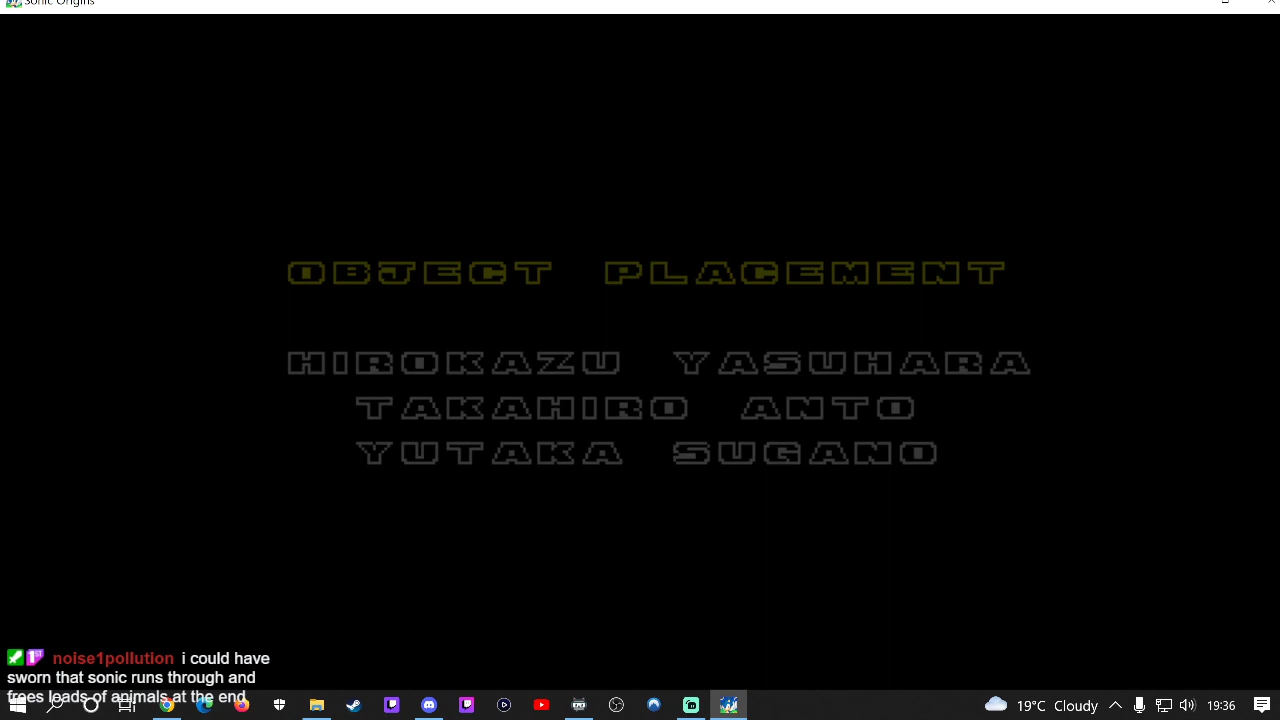 Sonic Origins
OBJECT PLACEMENT
HIROKAZU YASUHARA
TAKAHIRO ANTO
YUTAKA SUGANO
noise1pollution i could have
sworn that sonic runs through and
frees loads of animals at the end
19°C Cloudy 19:36